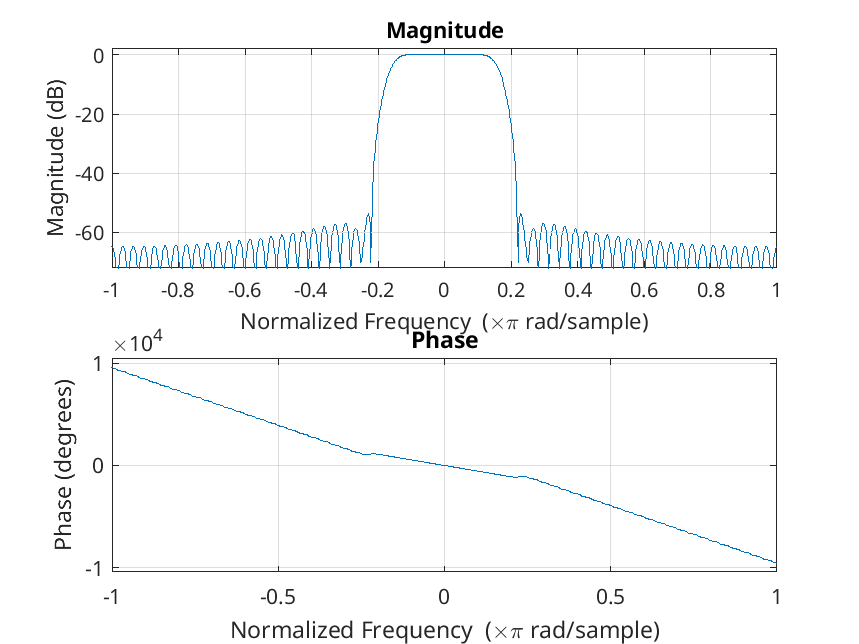 Magnitude
Magnitude (dB)
0
-20
-40
-60
-1 -0.8 -0.6 -0.4 -0.2 0 0.2 0.4 0.6 0.8 1
Normalized Frequency (×π rad/sample)
Phase
×10⁴
Phase (degrees)
1
0
-1
-1 -0.5 0 0.5 1
Normalized Frequency (×π rad/sample)